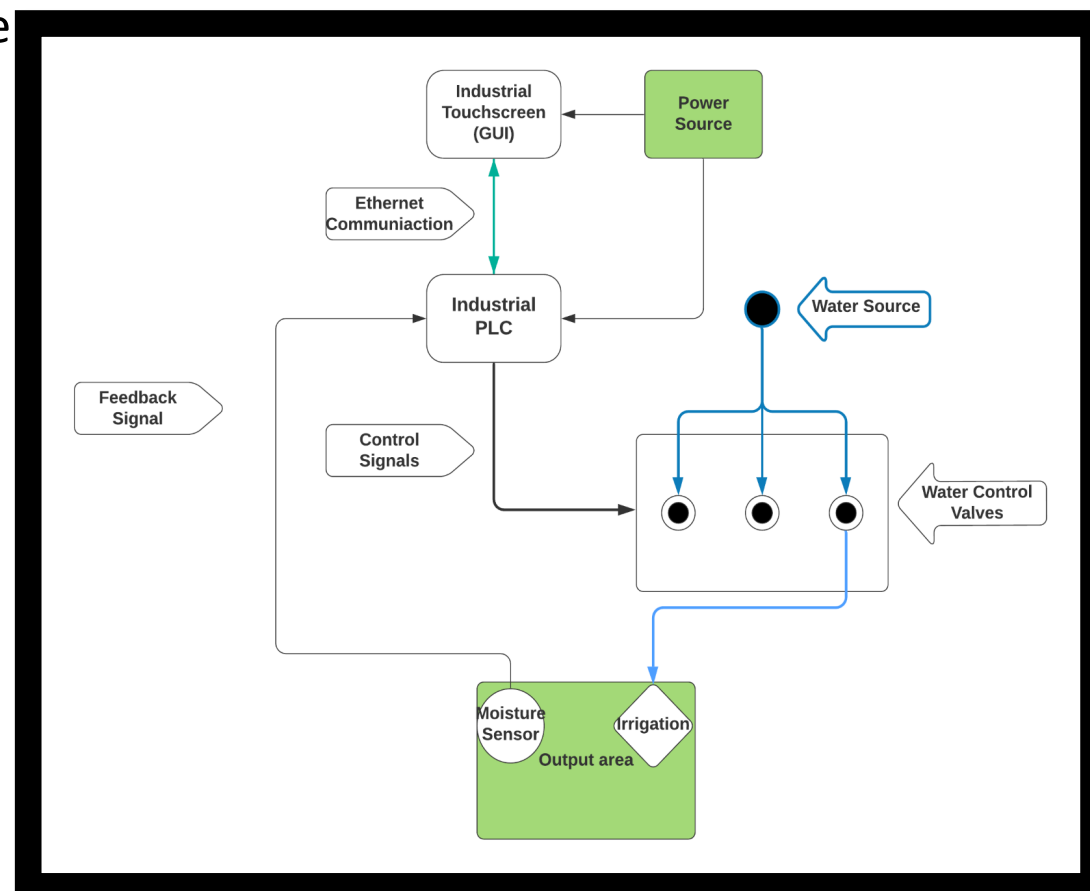 e
Industrial
Touchscreen
(GUI)
Power
Source
Ethernet
Communiaction
Industrial
PLC
Water Source
Feedback
Signal
Control
Signals
Water Control
Valves
Moisture
Sensor
Irrigation
Output area